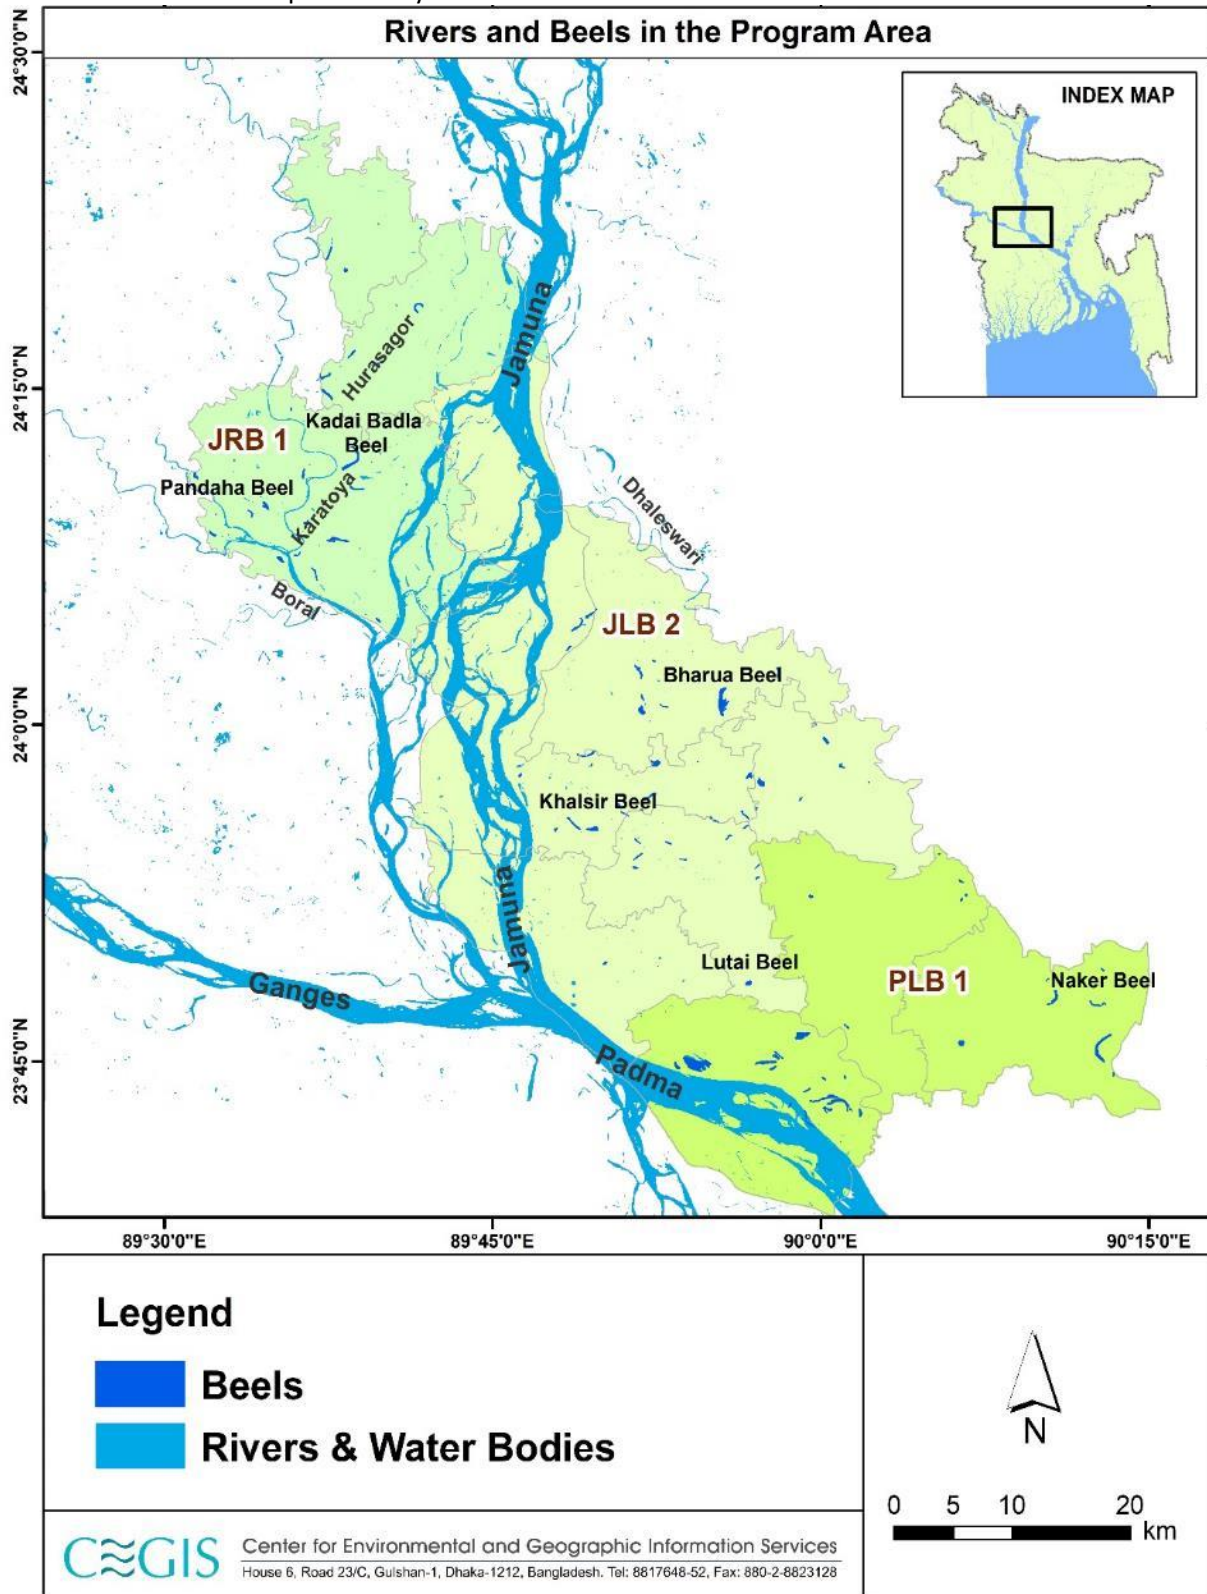 Rivers and Beels in the Program Area
24°30'0"N
24°15'0"N
24°0'0"N
23°45'0"N
INDEX MAP
Jamuna
Hurasagor
Kadai Badla
Beel
JRB 1
Pandaha Beel
Karatoya
Dhaleswari
Boral
JLB 2
Bharua Beel
Khalsir Beel
Jamuna
Lutai Beel
PLB 1
Naker Beel
Ganges
Padma
89°30'0"E
89°45'0"E
90°0'0"E
90°15'0"E
Legend
Beels
Rivers & Water Bodies
N
0 5 10 20
km
CEGIS
Center for Environmental and Geographic Information Services
House 6, Road 23/C, Gulshan-1, Dhaka-1212, Bangladesh. Tel: 8817648-52, Fax: 880-2-8823128